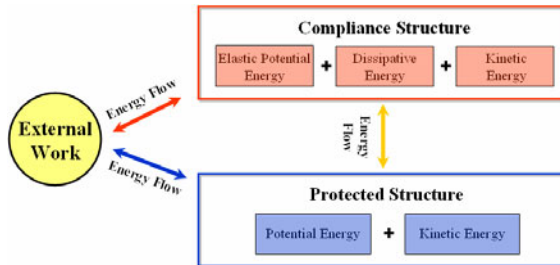 Compliance Structure
Elastic Potential
Energy
+
Dissipative
Energy
+
Kinetic
Energy
Energy Flow
External
Work
Energy
Flow
Energy Flow
Protected Structure
Potential Energy
+
Kinetic Energy